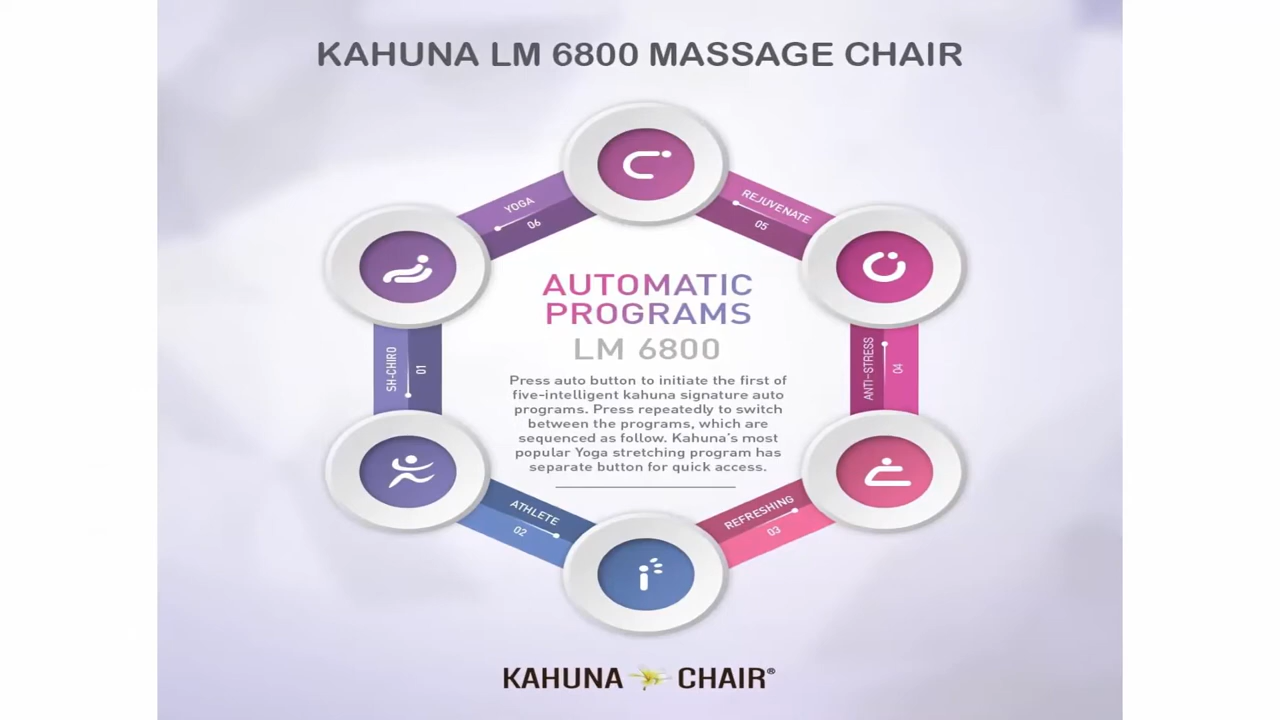 KAHUNA LM 6800 MASSAGE CHAIR
YOGA
06
REJUVENATE
05
SH-CHIRO
01
AUTOMATIC
PROGRAMS
LM 6800
Press auto button to initiate the first of
five-intelligent kahuna signature auto
programs. Press repeatedly to switch
between the programs, which are
sequenced as follow. Kahuna's most
popular Yoga stretching program has
separate button for quick access.
ANTI-STRESS
04
ATHLETE
02
REFRESHING
03
KAHUNA CHAIR®